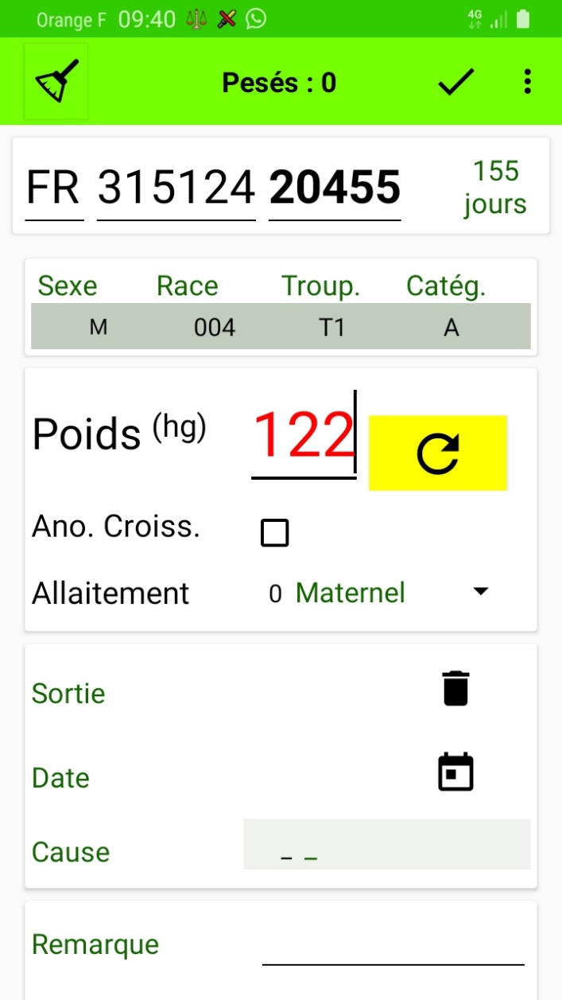 Orange F 09:40 4G
Pesés : 0
FR 315124 20455 155 jours
Sexe Race Troup. Catég.
M 004 T1 A
Poids (hg) 122
Ano. Croiss.
Allaitement 0 Maternel
Sortie
Date
Cause _ _
Remarque